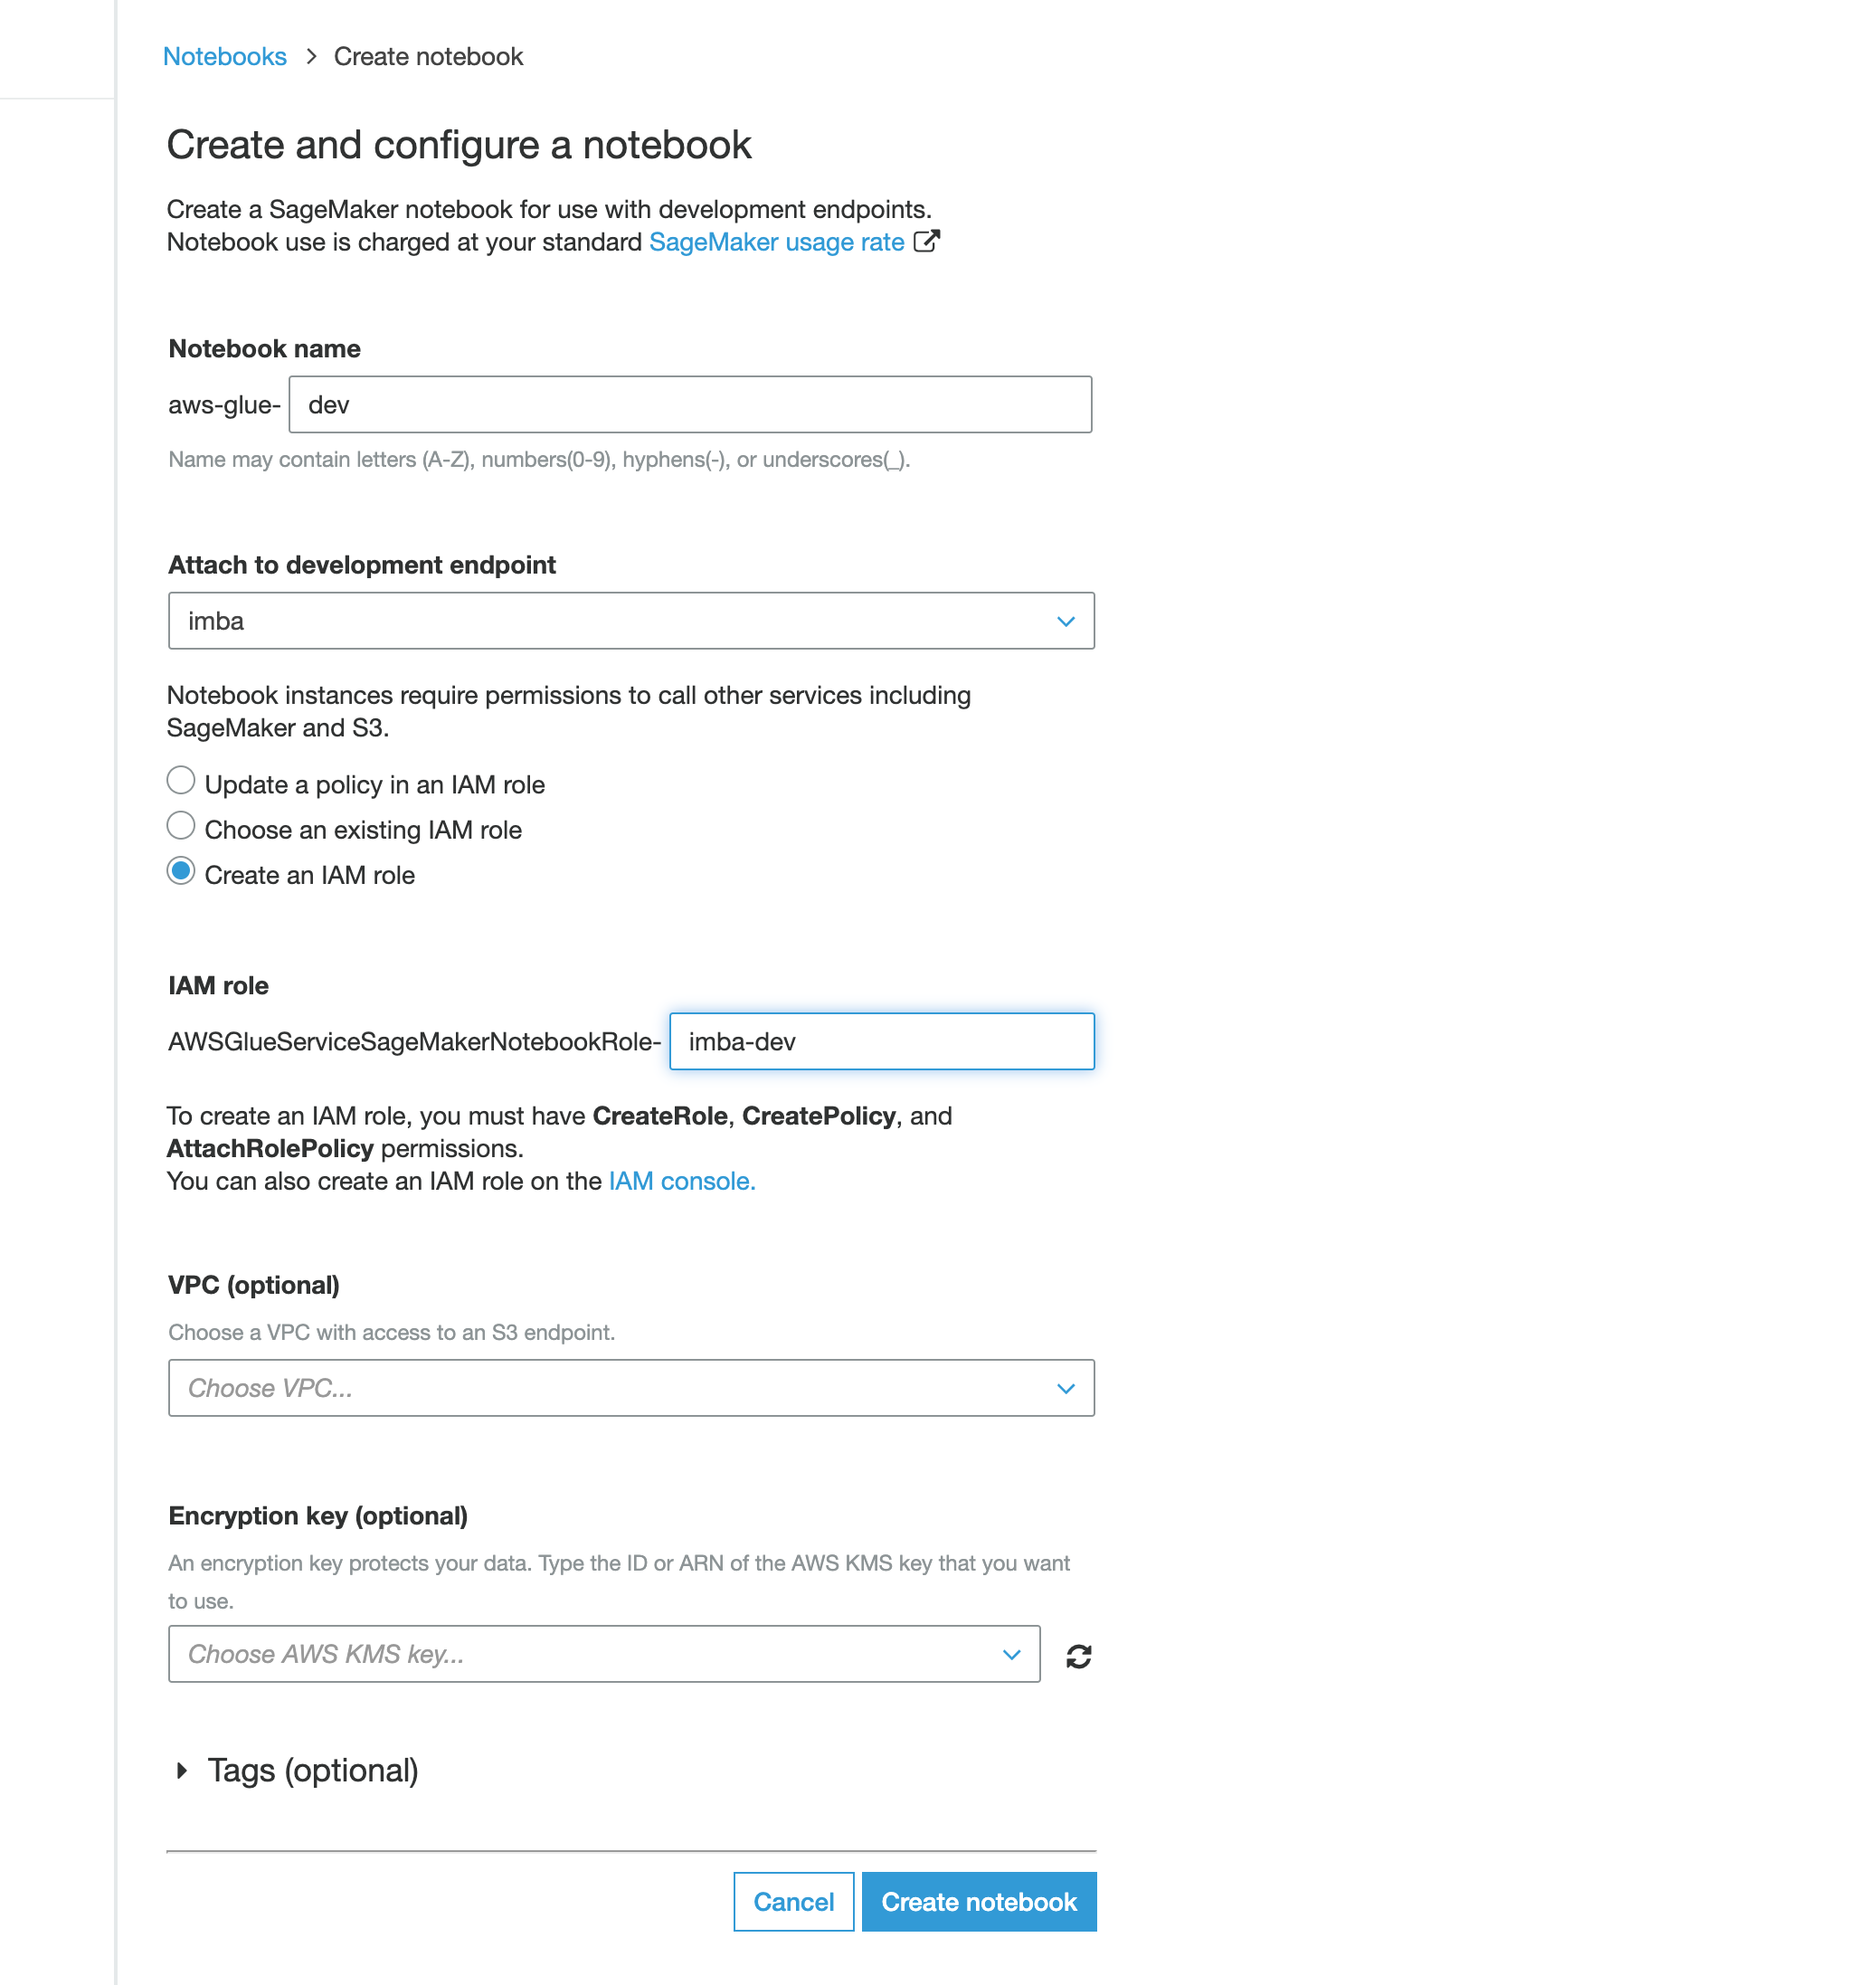 Notebooks > Create notebook
Create and configure a notebook
Create a SageMaker notebook for use with development endpoints.
Notebook use is charged at your standard SageMaker usage rate
Notebook name
aws-glue- dev
Name may contain letters (A-Z), numbers(0-9), hyphens(-), or underscores(_).
Attach to development endpoint
imba
Notebook instances require permissions to call other services including
SageMaker and S3.
Update a policy in an IAM role
Choose an existing IAM role
Create an IAM role
IAM role
AWSGlueServiceSageMakerNotebookRole- imba-dev
To create an IAM role, you must have CreateRole, CreatePolicy, and
AttachRolePolicy permissions.
You can also create an IAM role on the IAM console.
VPC (optional)
Choose a VPC with access to an S3 endpoint.
Choose VPC...
Encryption key (optional)
An encryption key protects your data. Type the ID or ARN of the AWS KMS key that you want
to use.
Choose AWS KMS key...
Tags (optional)
Cancel Create notebook